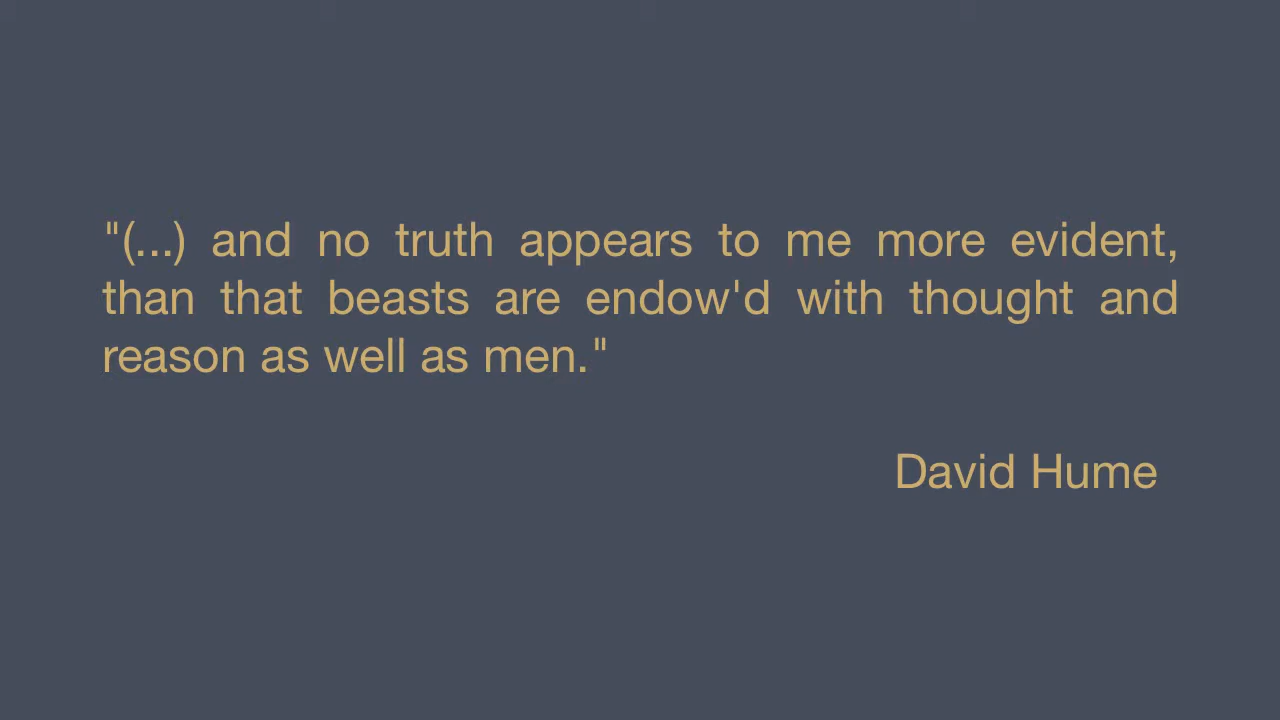 "(...) and no truth appears to me more evident,
than that beasts are endow'd with thought and
reason as well as men."
David Hume